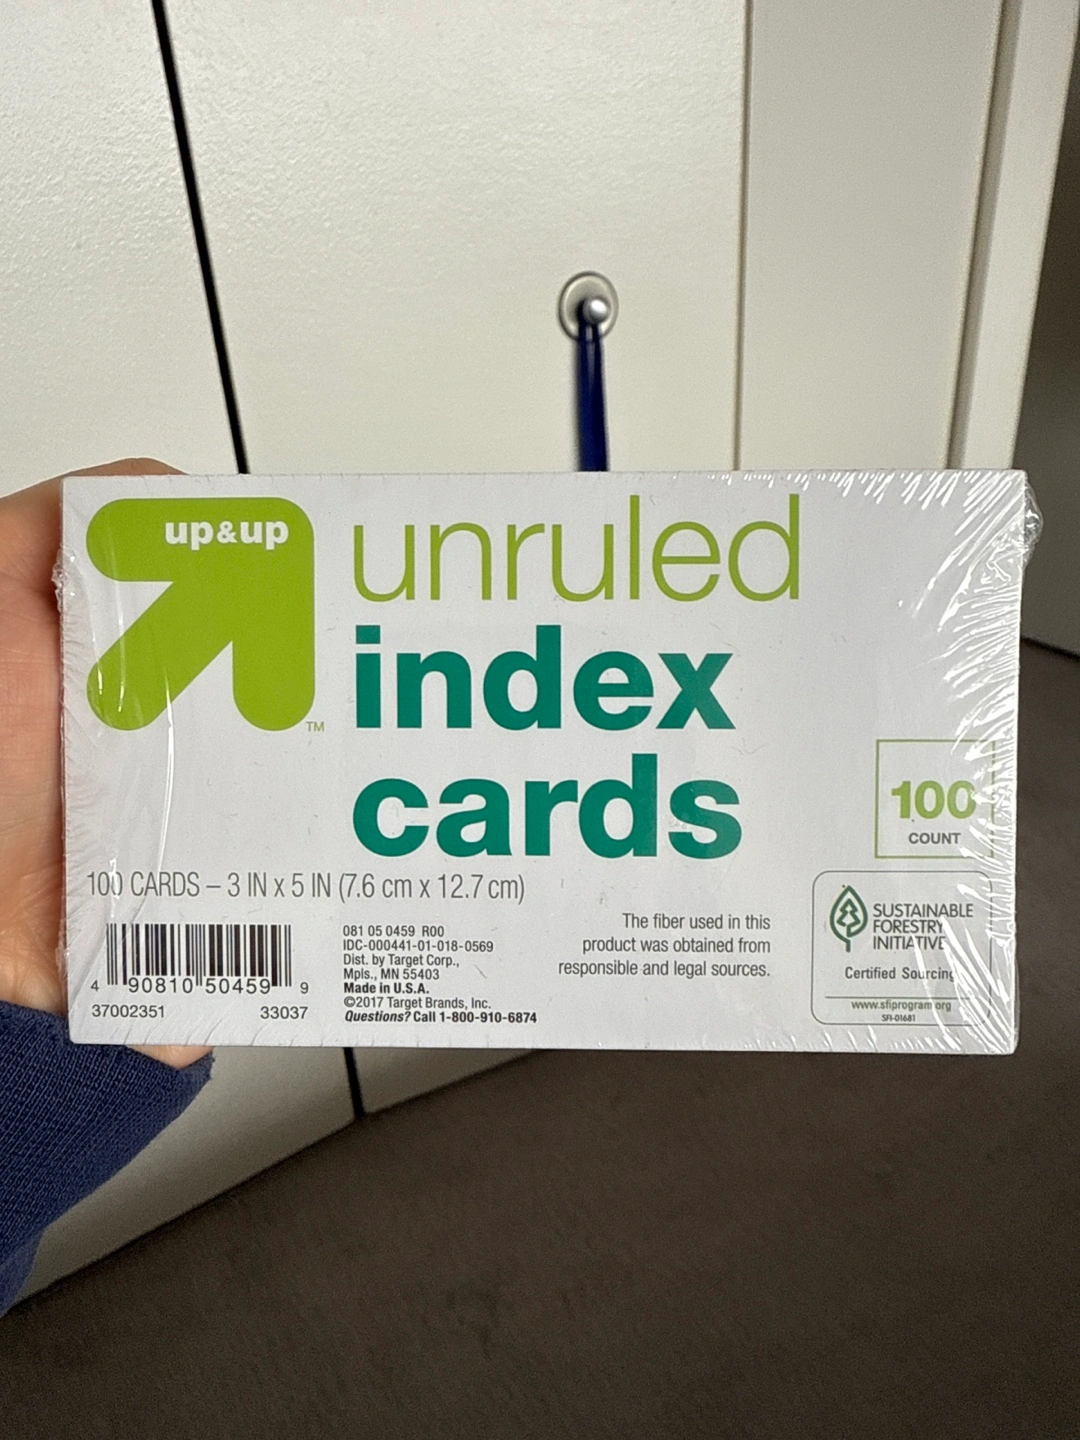 up&up
™
unruled
index
cards
100
COUNT
100 CARDS – 3 IN x 5 IN (7.6 cm x 12.7 cm)
4 90810 50459 9
37002351 33037
081 05 0459 R00
IDC-000441-01-018-0569
Dist. by Target Corp.,
Mpls., MN 55403
Made in U.S.A.
©2017 Target Brands, Inc.
Questions? Call 1-800-910-6874
The fiber used in this
product was obtained from
responsible and legal sources.
SUSTAINABLE
FORESTRY
INITIATIVE
Certified Sourcing
www.sfiprogram.org
SFI-01681